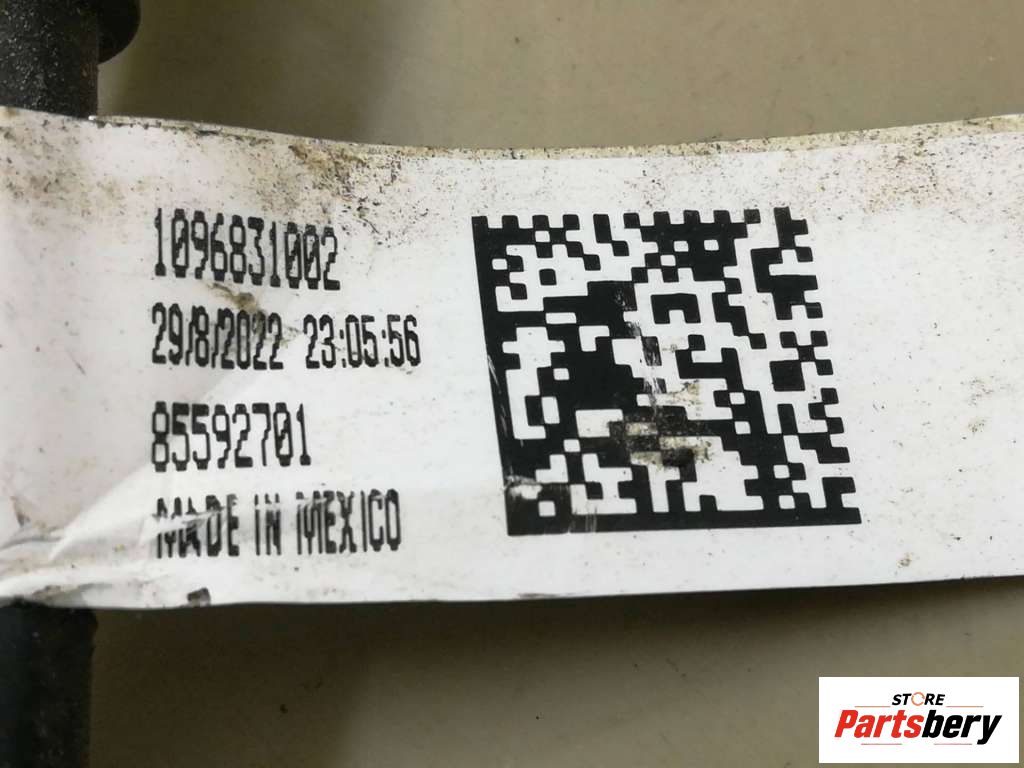 1096831002
29/8/2022 23:05:56
85592701
MADE IN MEXICO
STORE
Partsbery